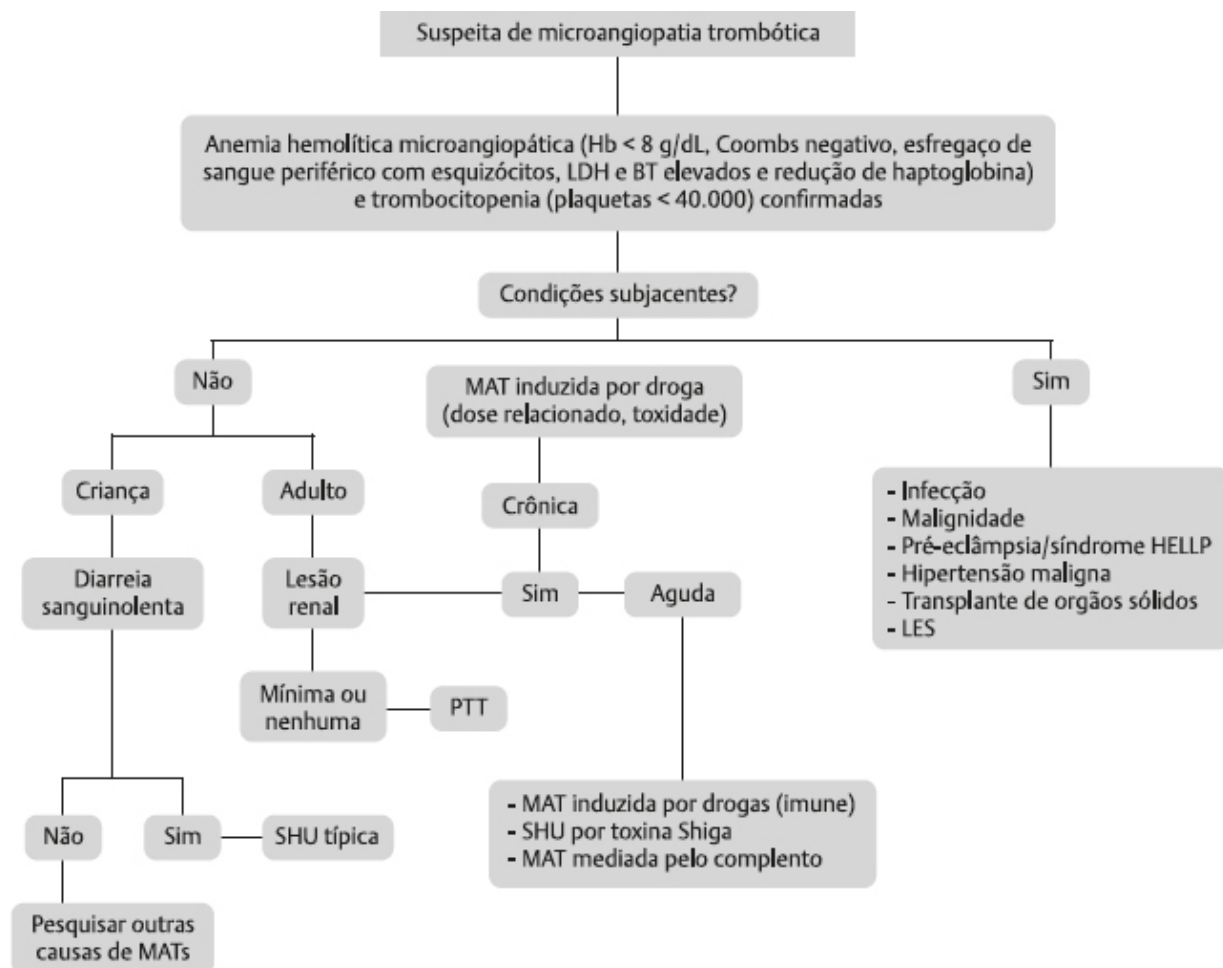 Suspeita de microangiopatia trombótica
Anemia hemolítica microangiopática (Hb < 8 g/dL, Coombs negativo, esfregaço de
sangue periférico com esquizócitos, LDH e BT elevados e redução de haptoglobina)
e trombocitopenia (plaquetas < 40.000) confirmadas
Condições subjacentes?
Não
MAT induzida por droga
(dose relacionado, toxidade)
Sim
Criança
Adulto
Crônica
- Infecção
- Malignidade
- Pré-eclâmpsia/síndrome HELLP
- Hipertensão maligna
- Transplante de orgãos sólidos
- LES
Diarreia
sanguinolenta
Lesão
renal
Sim
Aguda
Mínima ou
nenhuma
PTT
- MAT induzida por drogas (imune)
- SHU por toxina Shiga
- MAT mediada pelo complento
Não
Sim
SHU típica
Pesquisar outras
causas de MATs